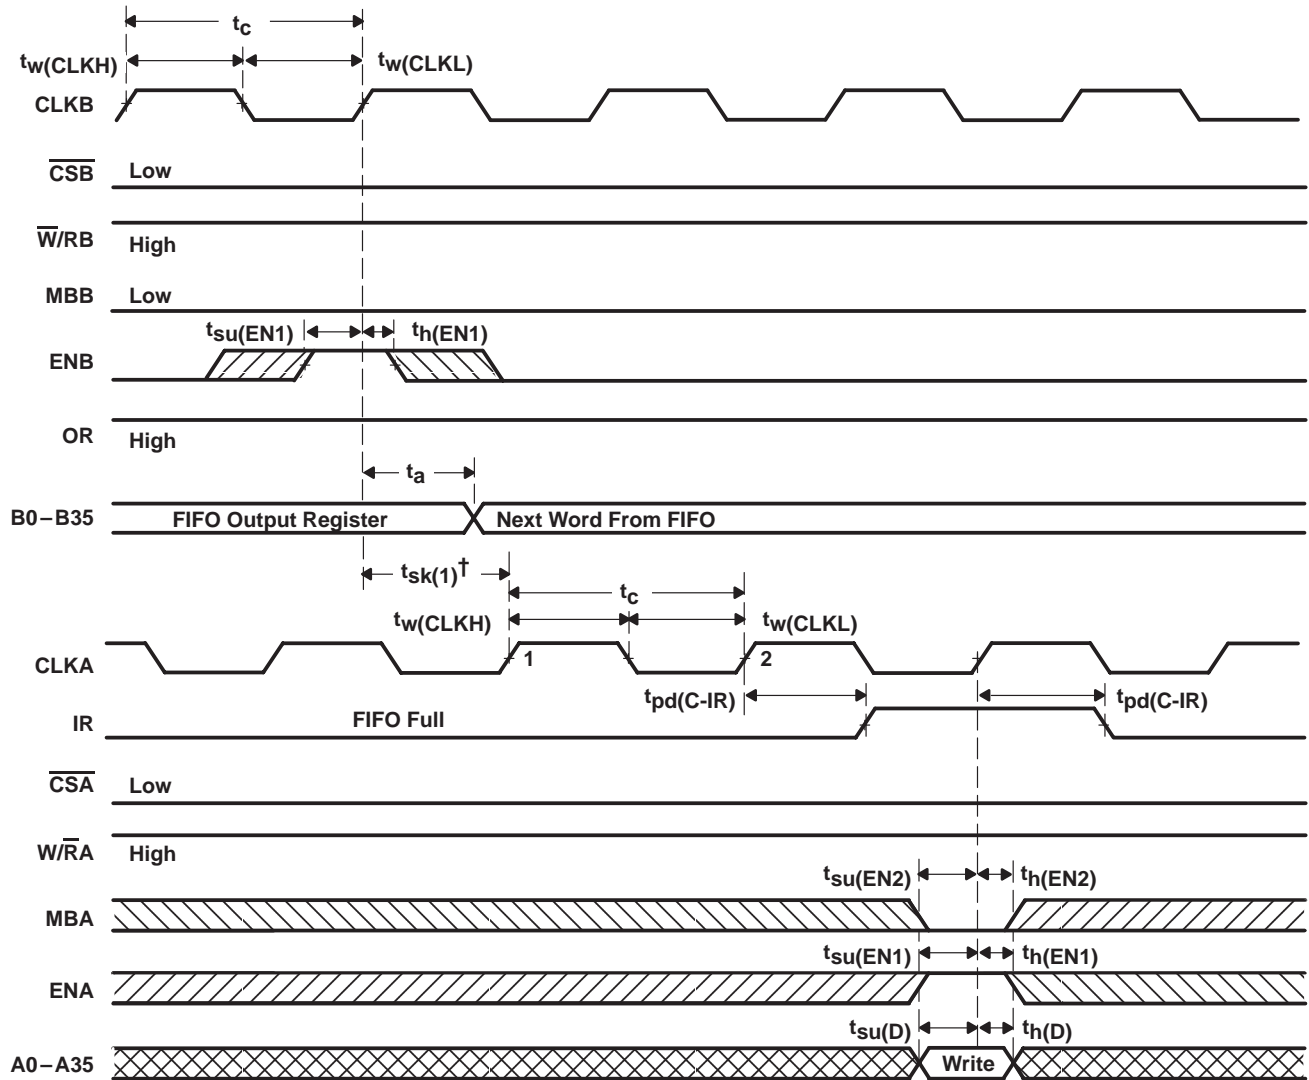 tc
tw(CLKH) tw(CLKL)
CLKB
CSB Low
W/RB High
MBB Low
tsu(EN1) th(EN1)
ENB
OR High
ta
B0–B35 FIFO Output Register Next Word From FIFO
tsk(1)†
tc
tw(CLKH) tw(CLKL)
CLKA 1 2
tpd(C-IR) tpd(C-IR)
IR FIFO Full
CSA Low
W/RA High
tsu(EN2) th(EN2)
MBA
tsu(EN1) th(EN1)
ENA
tsu(D) th(D)
A0–A35 Write